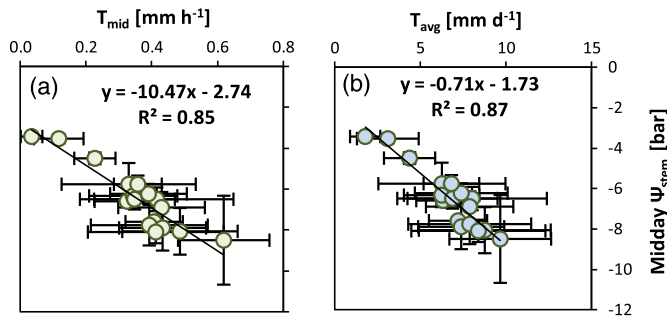 T_mid [mm h⁻¹]
T_avg [mm d⁻¹]
0.0 0.2 0.4 0.6 0.8
0 5 10 15
(a)
y = -10.47x - 2.74
R² = 0.85
(b)
y = -0.71x - 1.73
R² = 0.87
0
-2
-4
-6
-8
-10
-12
Midday Ψ_stem [bar]